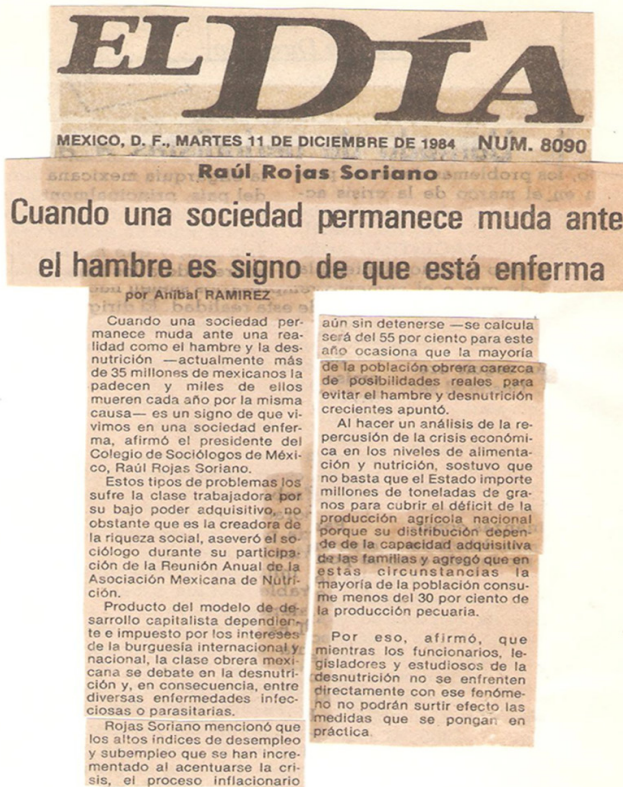 EL DÍA
MEXICO, D. F., MARTES 11 DE DICIEMBRE DE 1984 NUM. 8090
Raúl Rojas Soriano
Cuando una sociedad permanece muda ante
el hambre es signo de que está enferma
por Aníbal RAMIREZ
Cuando una sociedad per-
manece muda ante una rea-
lidad como el hambre y la des-
nutrición —actualmente más
de 35 millones de mexicanos la
padecen y miles de ellos
mueren cada año por la misma
causa— es un signo de que vi-
vimos en una sociedad enfer-
ma, afirmó el presidente del
Colegio de Sociólogos de Méxi-
co, Raúl Rojas Soriano.
Estos tipos de problemas los
sufre la clase trabajadora por
su bajo poder adquisitivo, no
obstante que es la creadora de
la riqueza social, aseveró el so-
ciólogo durante su participa-
ción de la Reunión Anual de la
Asociación Mexicana de Nutri-
ción.
Producto del modelo de de-
sarrollo capitalista dependien-
te e impuesto por los intereses
de la burguesía internacional y
nacional, la clase obrera mexi-
cana se debate en la desnutri-
ción y, en consecuencia, entre
diversas enfermedades infec-
ciosas o parasitarias.
Rojas Soriano mencionó que
los altos índices de desempleo
y subempleo que se han incre-
mentado al acentuarse la cri-
sis, el proceso inflacionario
aún sin detenerse —se calcula
será del 55 por ciento para este
año ocasiona que la mayoría
de la población obrera carezca
de posibilidades reales para
evitar el hambre y desnutrición
crecientes apuntó.
Al hacer un análisis de la re-
percusión de la crisis económi-
ca en los niveles de alimenta-
ción y nutrición, sostuvo que
no basta que el Estado importe
millones de toneladas de gra-
nos para cubrir el déficit de la
producción agrícola nacional
porque su distribución depen-
de de la capacidad adquisitiva
de las familias y agregó que en
estas circunstancias la
mayoría de la población consu-
me menos del 30 por ciento de
la producción pecuaria.
Por eso, afirmó, que
mientras los funcionarios, le-
gisladores y estudiosos de la
desnutrición no se enfrenten
directamente con ese fenóme-
no no podrán surtir efecto las
medidas que se pongan en
práctica.